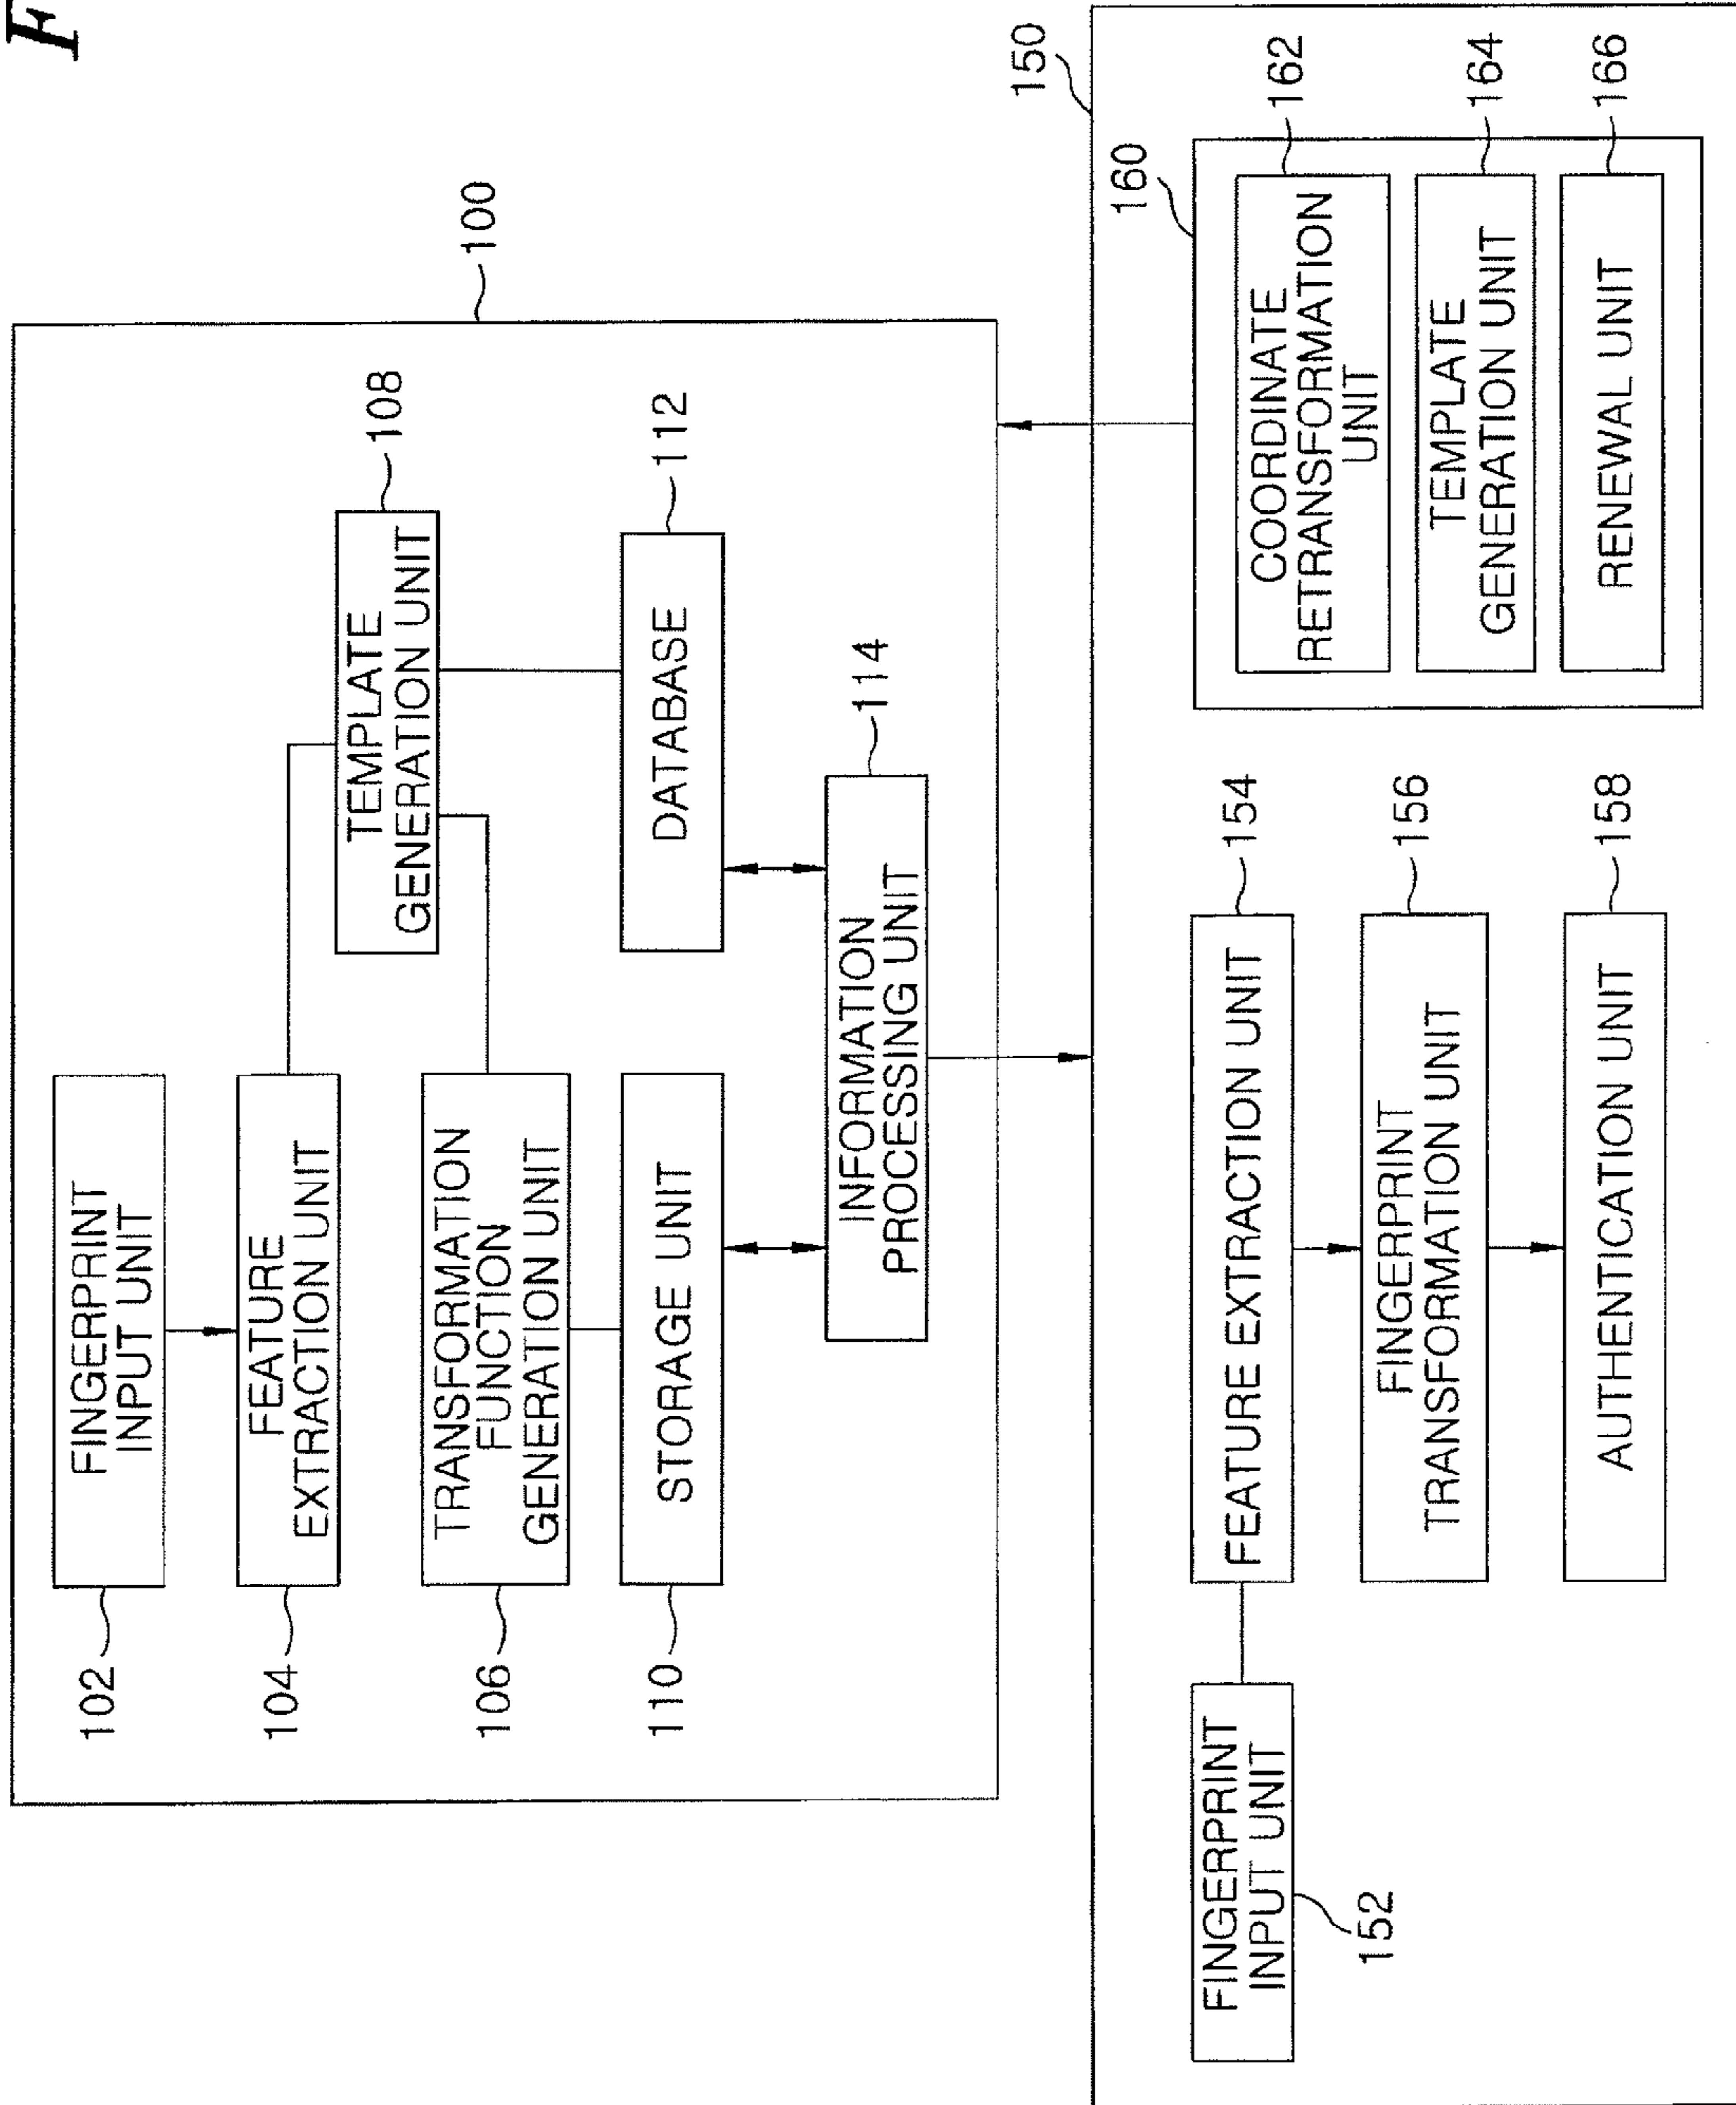 F
100
102
FINGERPRINT
INPUT UNIT
104
FEATURE
EXTRACTION UNIT
TEMPLATE
GENERATION UNIT
108
106
TRANSFORMATION
FUNCTION
GENERATION UNIT
110
STORAGE UNIT
DATABASE
112
INFORMATION
PROCESSING UNIT
114
150
FINGERPRINT
INPUT UNIT
152
FEATURE EXTRACTION UNIT
154
FINGERPRINT
TRANSFORMATION UNIT
156
AUTHENTICATION UNIT
158
160
COORDINATE
RETRANSFORMATION
UNIT
162
TEMPLATE
GENERATION UNIT
164
RENEWAL UNIT
166